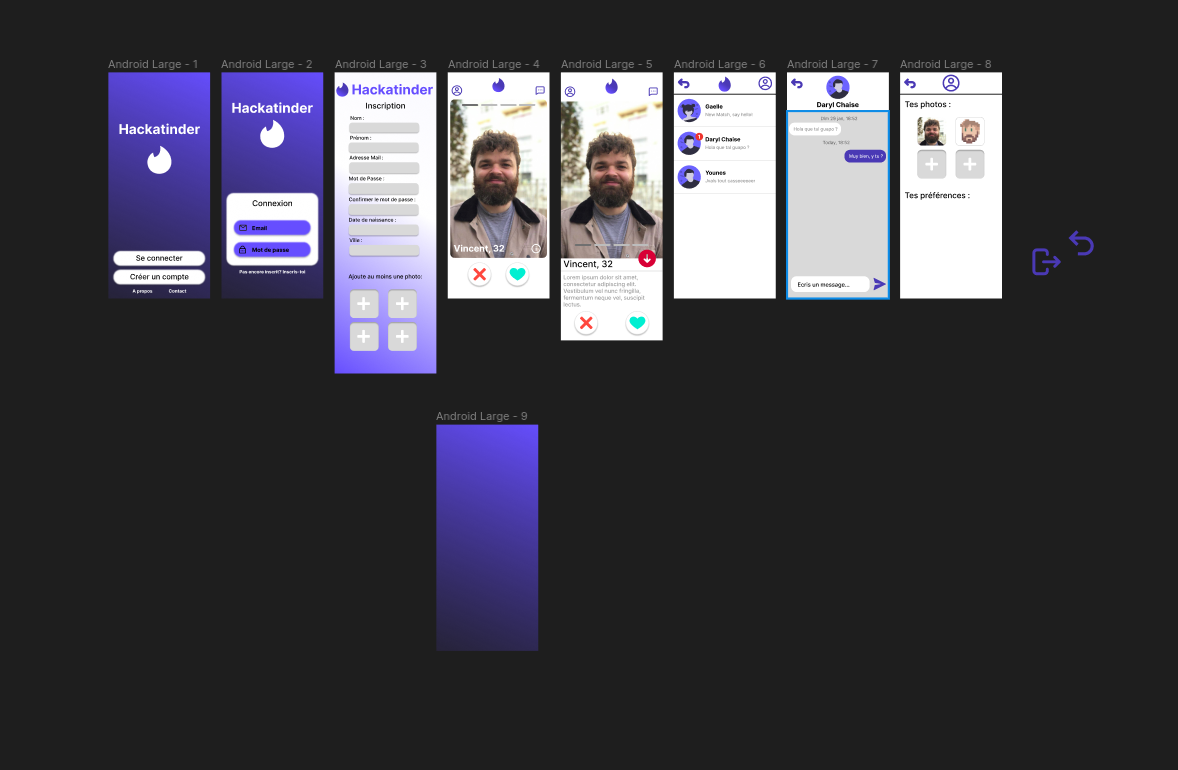 Android Large - 1
Hackatinder
Se connecter
Créer un compte
A propos
Contact
Android Large - 2
Hackatinder
Connexion
Email
Mot de passe
Pas encore inscrit? Inscris-toi
Android Large - 3
Hackatinder
Inscription
Nom :
Prénom :
Adresse Mail :
Mot de Passe :
Confirmer le mot de passe :
Date de naissance :
Ville :
Ajoute au moins une photo:
Android Large - 4
Vincent, 32
Android Large - 5
Vincent, 32
Lorem ipsum dolor sit amet,
consectetur adipiscing elit.
Vestibulum vel nunc fringilla,
fermentum neque vel, suscipit
lectus.
Android Large - 6
Gaelle
New Match, say hello!
Daryl Chaise
1
Hola que tal guapo ?
Younes
Android Large - 7
Daryl Chaise
Hola que tal guapo ?
Today, 16:02
Muy bien, y tu ?
Ecris un message...
Android Large - 8
Tes photos :
Tes préférences :
Android Large - 9